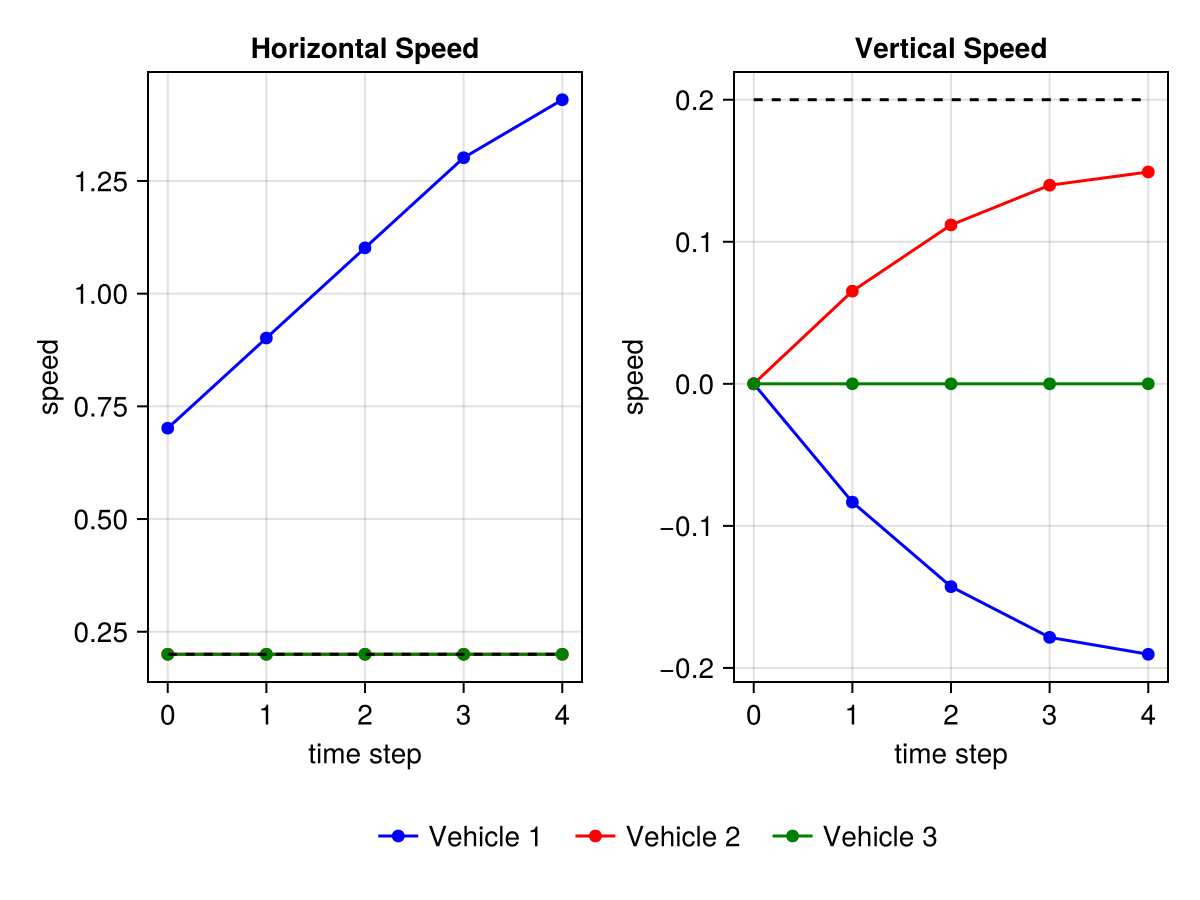 Horizontal Speed
speed
1.25
1.00
0.75
0.50
0.25
0 1 2 3 4
time step
Vertical Speed
speed
0.2
0.1
0.0
−0.1
−0.2
0 1 2 3 4
time step
Vehicle 1 Vehicle 2 Vehicle 3